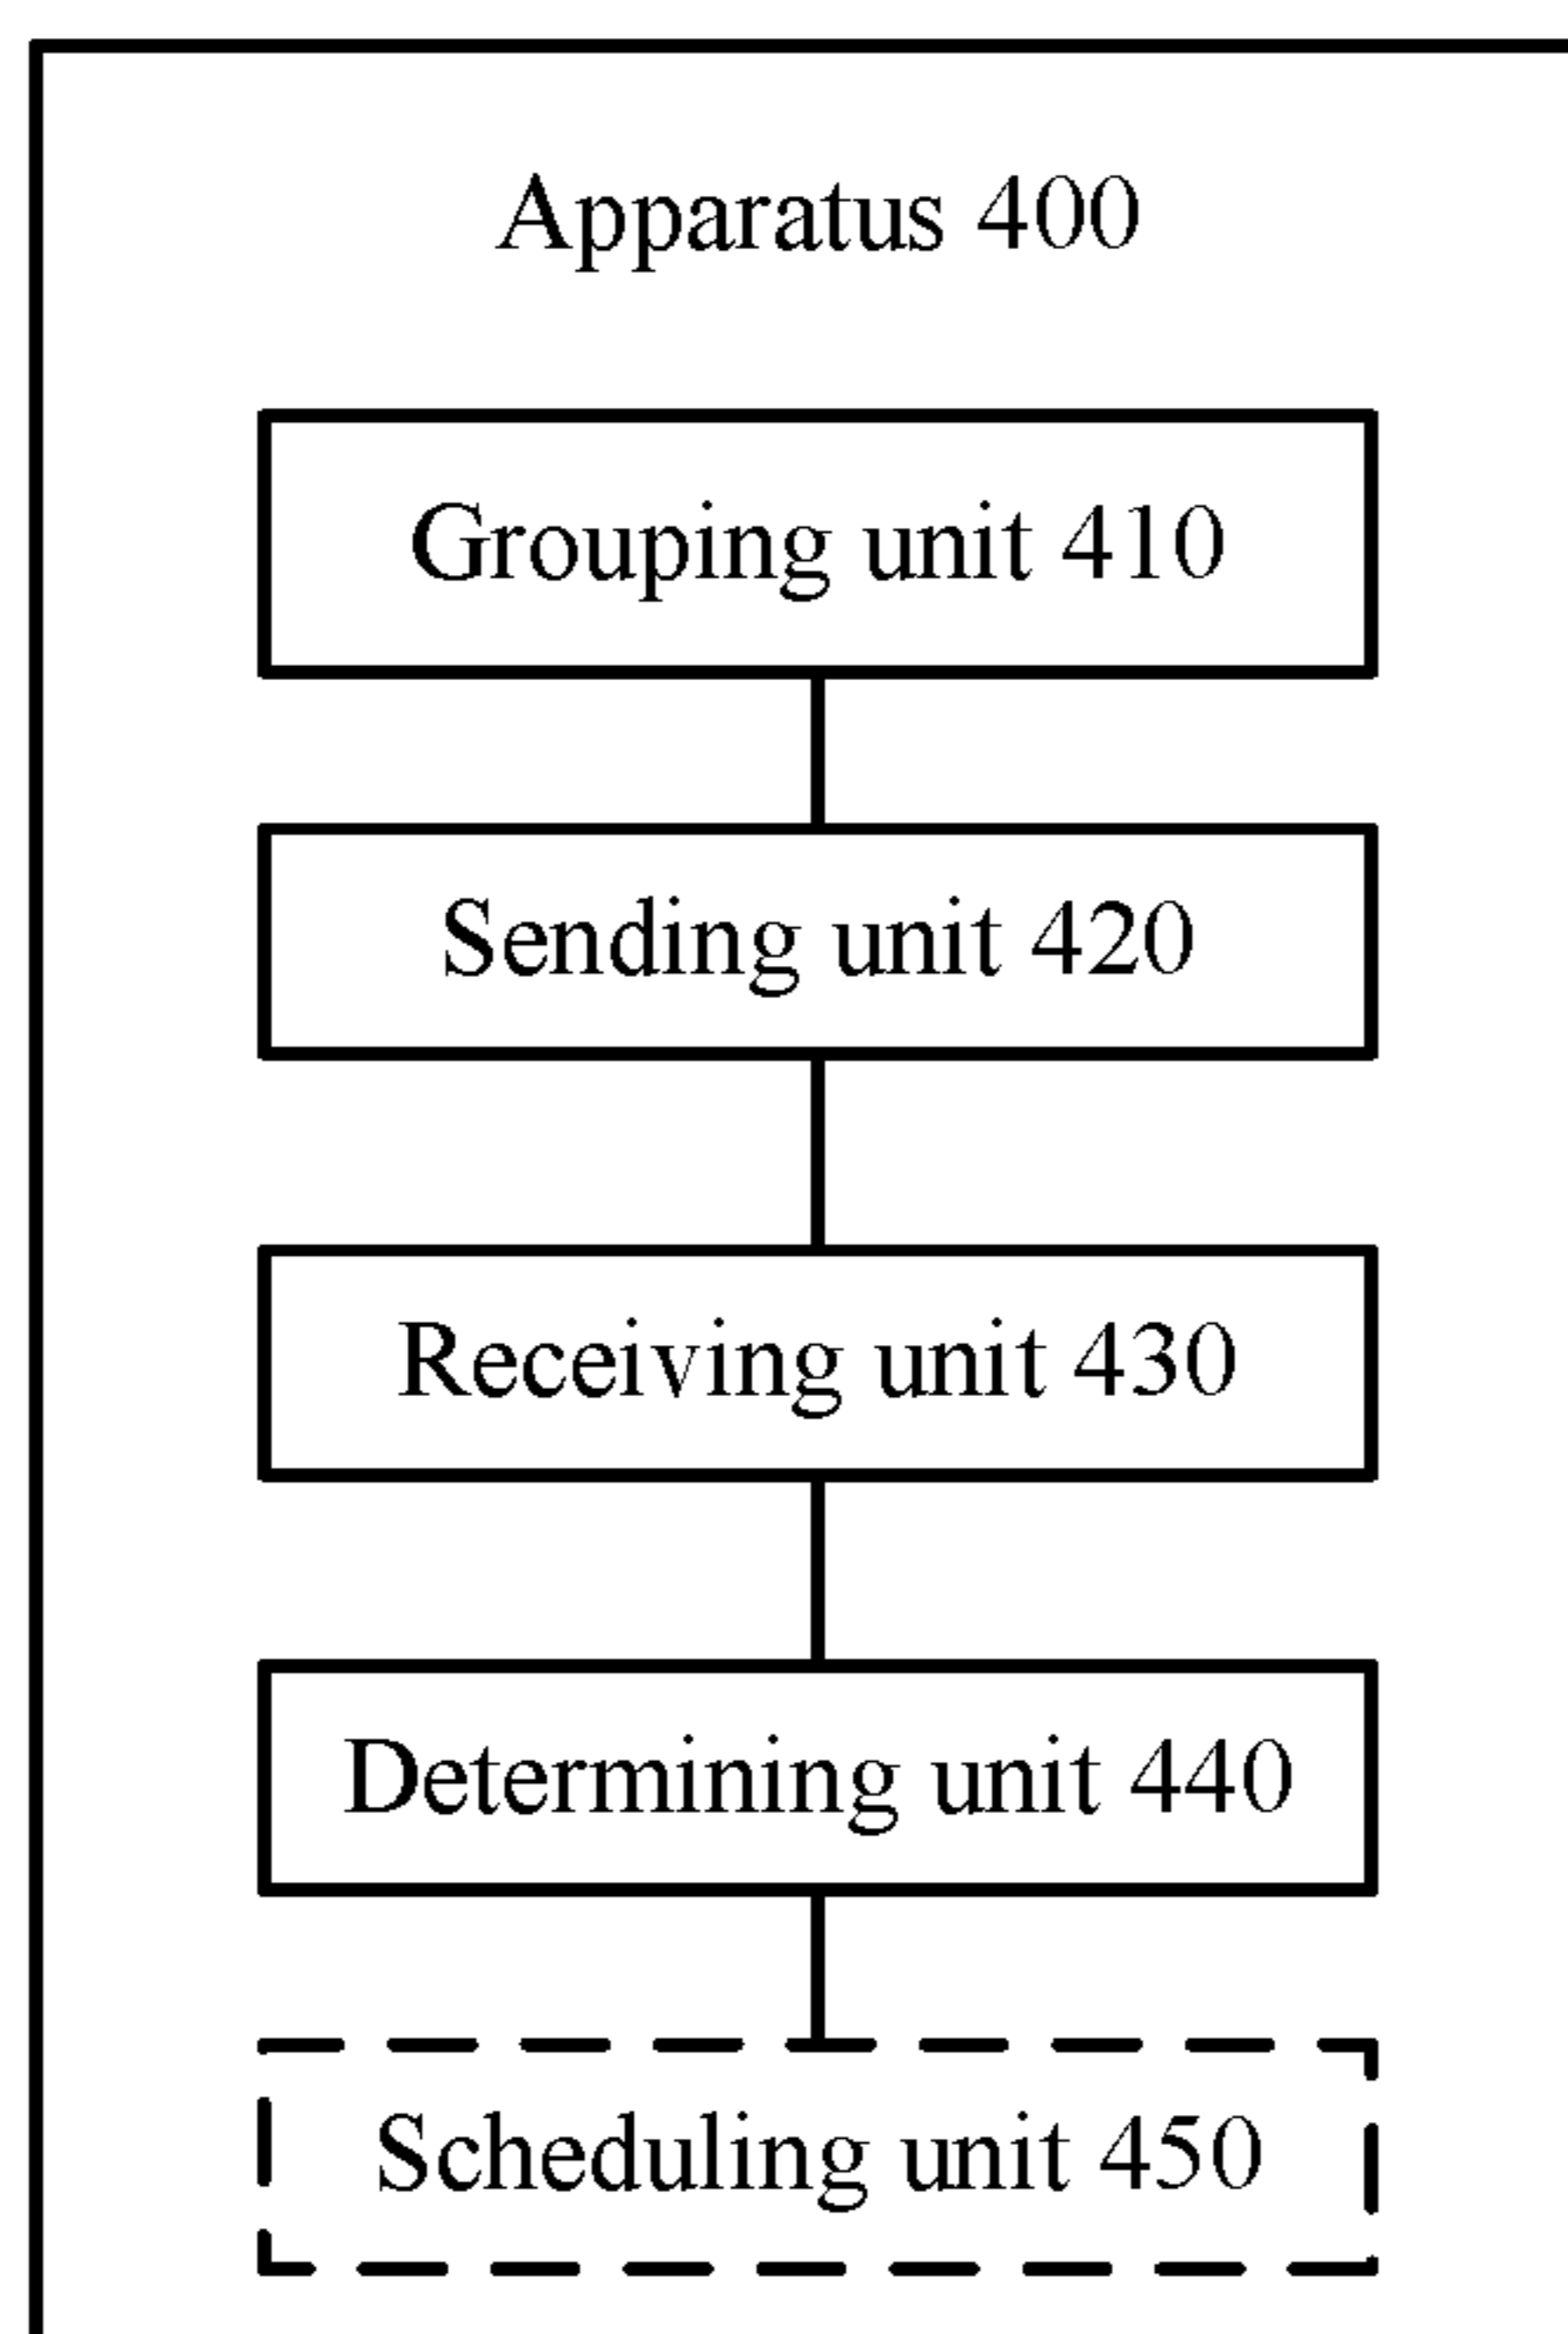 Apparatus 400
Grouping unit 410
Sending unit 420
Receiving unit 430
Determining unit 440
Scheduling unit 450